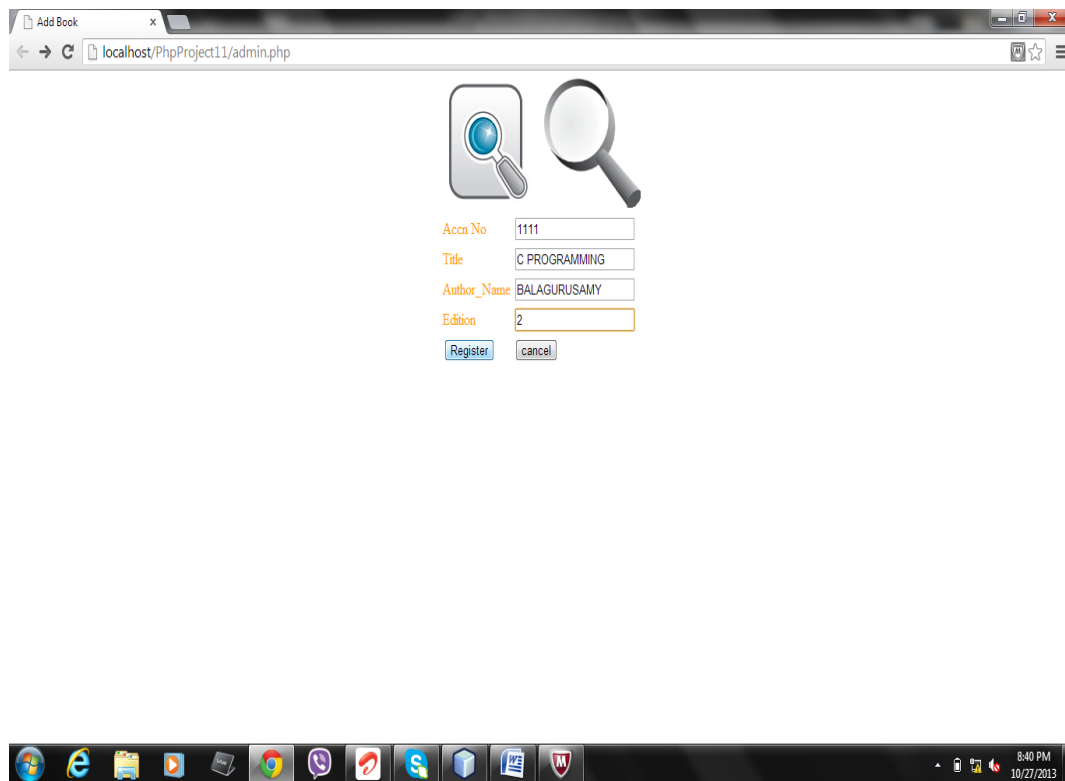 Add Book
localhost/PhpProject11/admin.php
Accn No 1111
Title C PROGRAMMING
Author_Name BALAGURUSAMY
Edition 2
Register cancel
8:40 PM
10/27/2013